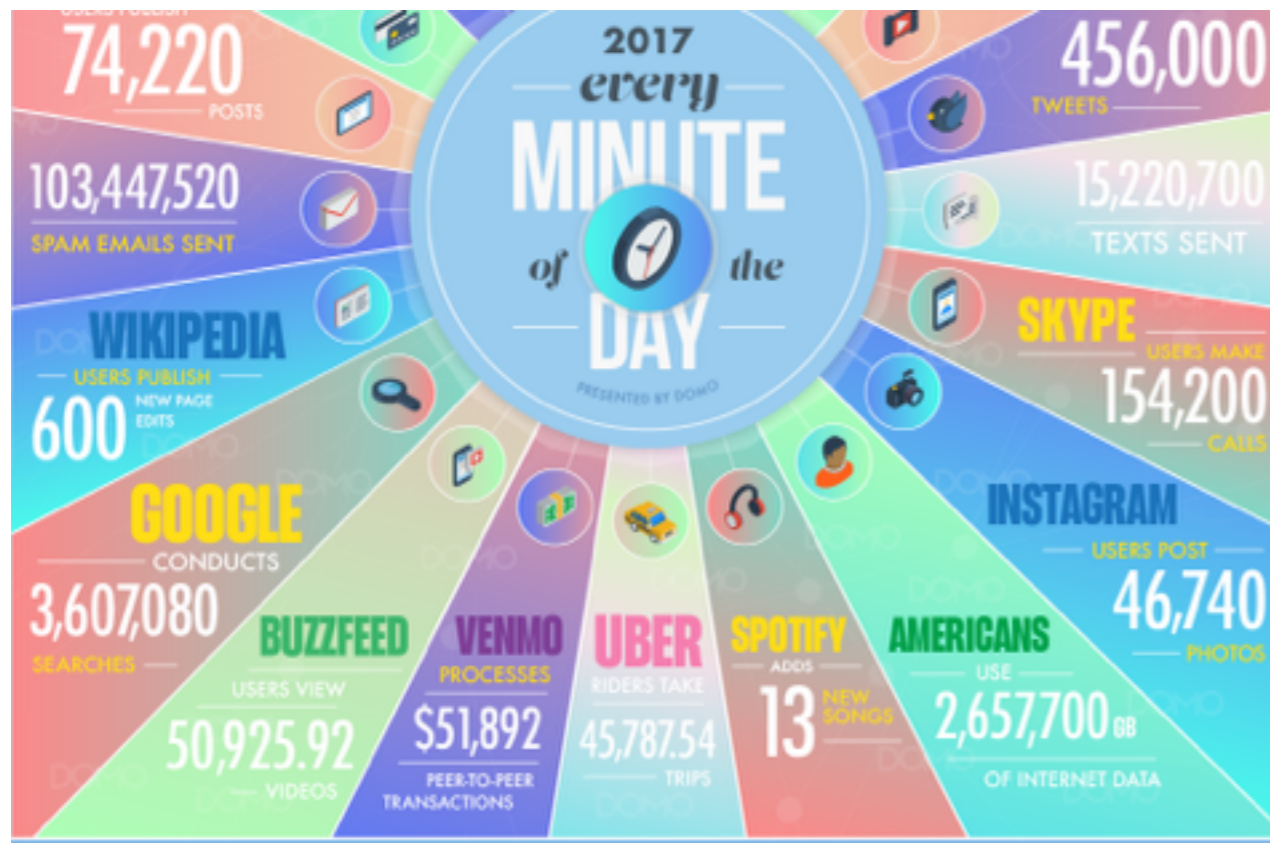 USERS PUBLISH
74,220
POSTS
103,447,520
SPAM EMAILS SENT
WIKIPEDIA
USERS PUBLISH
600 NEW PAGE
EDITS
GOOGLE
CONDUCTS
3,607,080
SEARCHES
BUZZFEED
USERS VIEW
50,925.92
VIDEOS
VENMO
PROCESSES
$51,892
PEER-TO-PEER
TRANSACTIONS
UBER
RIDERS TAKE
45,787.54
TRIPS
SPOTIFY
ADDS
13 NEW
SONGS
AMERICANS
USE
2,657,700 GB
OF INTERNET DATA
INSTAGRAM
USERS POST
46,740
PHOTOS
SKYPE
USERS MAKE
154,200
CALLS
15,220,700
TEXTS SENT
456,000
TWEETS
2017
every
MINUTE
of the
DAY
PRESENTED BY DOMO
DOMO